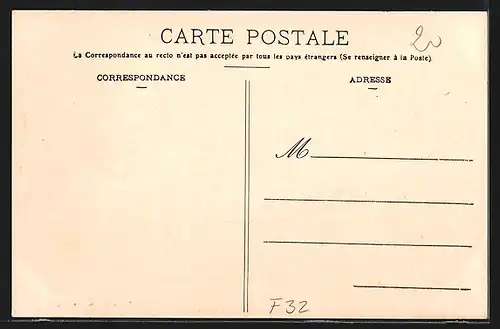 CARTE POSTALE
20
La Correspondance au recto n'est pas acceptée par tous les pays étrangers (Se renseigner à la Poste)
CORRESPONDANCE
ADRESSE
M
F32